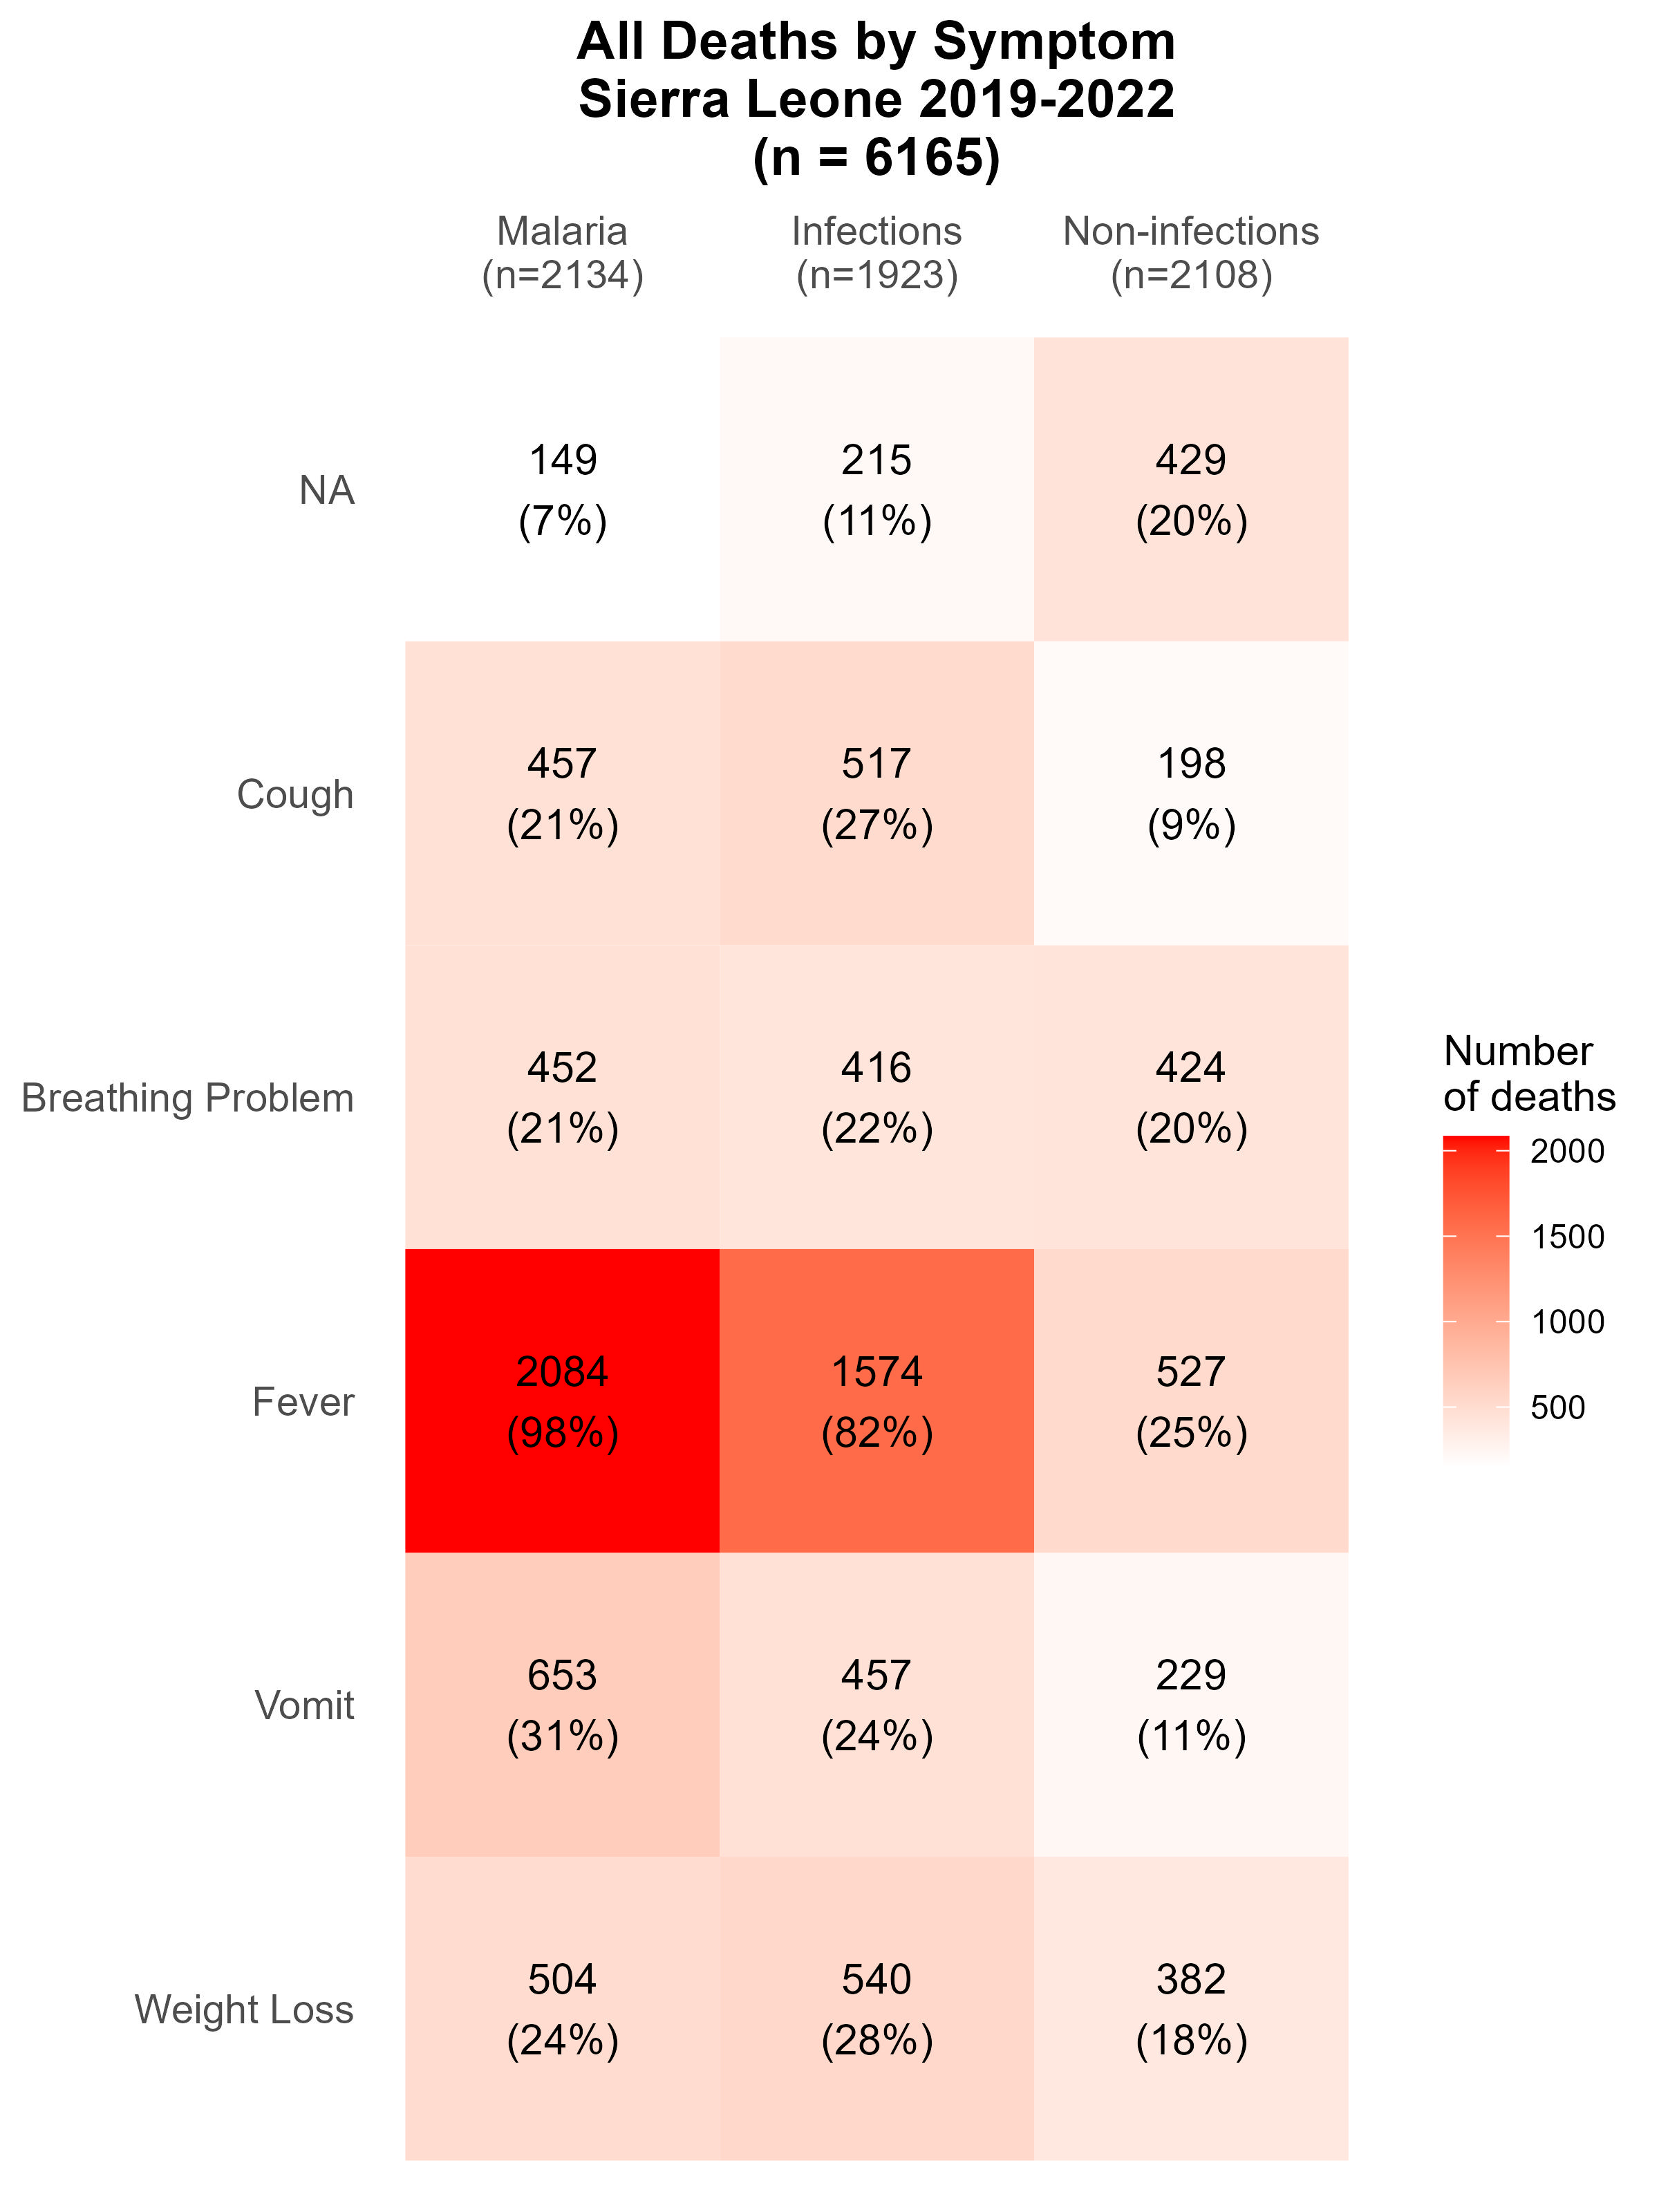 All Deaths by Symptom
Sierra Leone 2019-2022
(n = 6165)
Malaria Infections Non-infections
(n=2134) (n=1923) (n=2108)
NA
149 215 429
(7%) (11%) (20%)
Cough
457 517 198
(21%) (27%) (9%)
Breathing Problem
452 416 424
(21%) (22%) (20%)
Fever
2084 1574 527
(98%) (82%) (25%)
Vomit
653 457 229
(31%) (24%) (11%)
Weight Loss
504 540 382
(24%) (28%) (18%)
Number
of deaths
2000
1500
1000
500